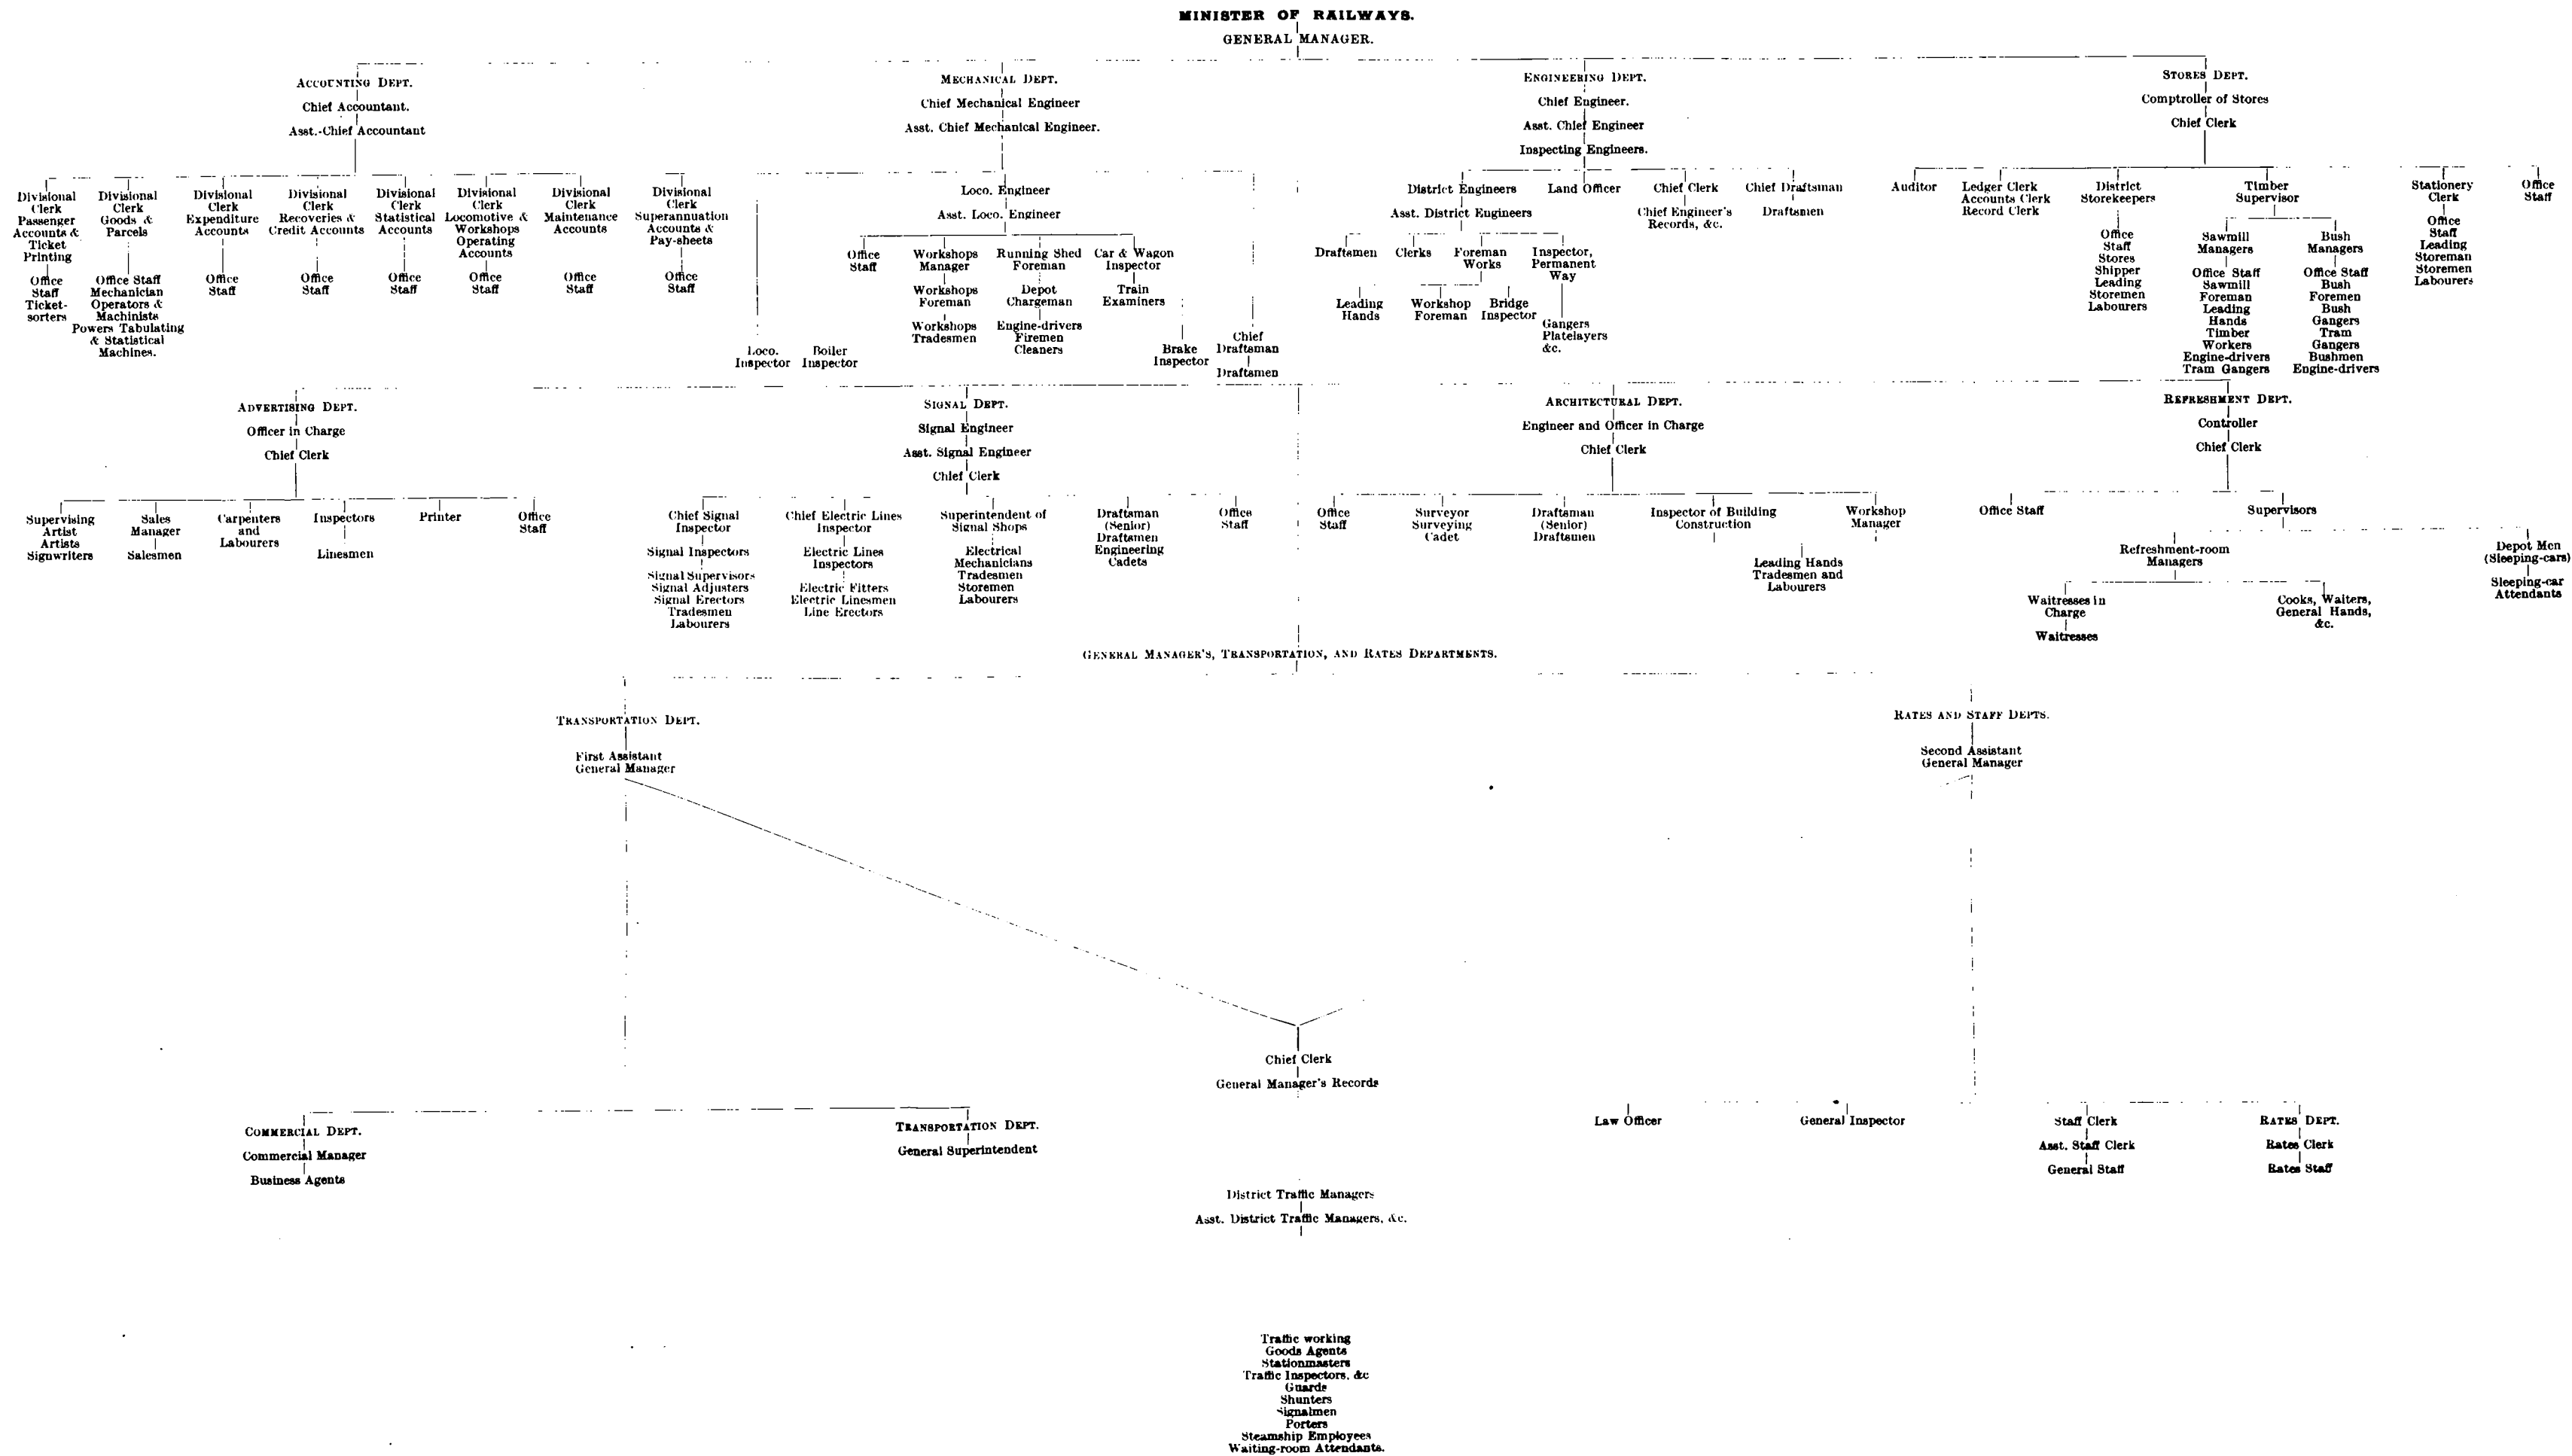 MINISTER OF RAILWAYS.
GENERAL MANAGER.
ACCOUNTING DEPT.
Chief Accountant.
Asst.-Chief Accountant
Divisional
Clerk
Passenger
Accounts &
Ticket
Printing
Office
Staff
Ticket-
sorters
Divisional
Clerk
Goods &
Parcels
Office Staff
Mechanician
Operators &
Machinists
Powers Tabulating
& Statistical
Machines.
Divisional
Clerk
Expenditure
Accounts
Office
Staff
Divisional
Clerk
Recoveries &
Credit Accounts
Office
Staff
Divisional
Clerk
Statistical
Accounts
Office
Staff
Divisional
Clerk
Locomotive &
Workshops
Operating
Accounts
Office
Staff
Divisional
Clerk
Maintenance
Accounts
Office
Staff
Divisional
Clerk
Superannuation
Accounts &
Pay-sheets
Office
Staff
MECHANICAL DEPT.
Chief Mechanical Engineer
Asst. Chief Mechanical Engineer.
Loco. Engineer
Asst. Loco. Engineer
Office
Staff
Workshops
Manager
Workshops
Foreman
Workshops
Tradesmen
Running Shed
Foreman
Depot
Chargeman
Engine-drivers
Firemen
Cleaners
Car & Wagon
Inspector
Train
Examiners
Loco.
Inspector
Boiler
Inspector
Brake
Inspector
Chief
Draftsman
Draftsmen
ENGINEERING DEPT.
Chief Engineer.
Asst. Chief Engineer
Inspecting Engineers.
District Engineers
Asst. District Engineers
Draftsmen
Clerks
Foreman
Works
Inspector,
Permanent
Way
Leading
Hands
Workshop
Foreman
Bridge
Inspector
Gangers
Platelayers
&c.
Land Officer
Chief Clerk
Chief Engineer's
Records, &c.
Chief Draftsman
Draftsmen
STORES DEPT.
Comptroller of Stores
Chief Clerk
Auditor
Ledger Clerk
Accounts Clerk
Record Clerk
District
Storekeepers
Office
Staff
Stores
Shipper
Leading
Storemen
Labourers
Timber
Supervisor
Sawmill
Managers
Office Staff
Sawmill
Foreman
Leading
Hands
Timber
Workers
Engine-drivers
Tram Gangers
Bush
Managers
Office Staff
Bush
Foremen
Bush
Gangers
Tram
Gangers
Bushmen
Engine-drivers
Stationery
Clerk
Office
Staff
Leading
Storeman
Storemen
Labourers
Office
Staff
ADVERTISING DEPT.
Officer in Charge
Chief Clerk
Supervising
Artist
Artists
Signwriters
Sales
Manager
Salesmen
Carpenters
and
Labourers
Inspectors
Linesmen
Printer
Office
Staff
SIGNAL DEPT.
Signal Engineer
Asst. Signal Engineer
Chief Clerk
Chief Signal
Inspector
Signal Inspectors
Signal Supervisors
Signal Adjusters
Signal Erectors
Tradesmen
Labourers
Chief Electric Lines
Inspector
Electric Lines
Inspectors
Electric Fitters
Electric Linesmen
Line Erectors
Superintendent of
Signal Shops
Electrical
Mechanicians
Tradesmen
Storemen
Labourers
Draftsman
(Senior)
Draftsmen
Engineering
Cadets
Office
Staff
ARCHITECTURAL DEPT.
Engineer and Officer in Charge
Chief Clerk
Office
Staff
Surveyor
Surveying
Cadet
Draftsman
(Senior)
Draftsmen
Inspector of Building
Construction
Workshop
Manager
Leading Hands
Tradesmen and
Labourers
REFRESHMENT DEPT.
Controller
Chief Clerk
Office Staff
Supervisors
Refreshment-room
Managers
Waitresses in
Charge
Waitresses
Cooks, Waiters,
General Hands,
&c.
Depot Men
(Sleeping-cars)
Sleeping-car
Attendants
GENERAL MANAGER'S, TRANSPORTATION, AND RATES DEPARTMENTS.
TRANSPORTATION DEPT.
First Assistant
General Manager
RATES AND STAFF DEPTS.
Second Assistant
General Manager
Chief Clerk
General Manager's Records
COMMERCIAL DEPT.
Commercial Manager
Business Agents
TRANSPORTATION DEPT.
General Superintendent
Law Officer
General Inspector
Staff Clerk
Asst. Staff Clerk
General Staff
RATES DEPT.
Rates Clerk
Rates Staff
District Traffic Managers
Asst. District Traffic Managers, &c.
Traffic working
Goods Agents
Stationmasters
Traffic Inspectors, &c
Guards
Shunters
Signalmen
Porters
Steamship Employees
Waiting-room Attendants.